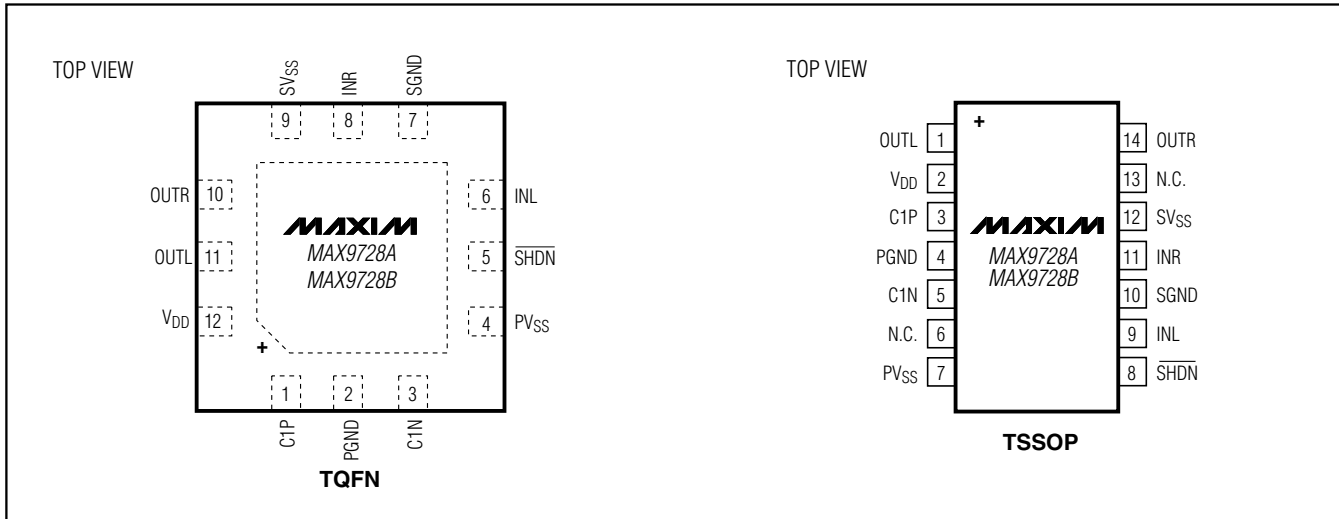 TOP VIEW
SVSS
INR
SGND
9
8
7
OUTR 10
6 INL
OUTL 11
5 SHDN
VDD 12
4 PVSS
MAXIM
MAX9728A
MAX9728B
+
1
2
3
C1P
PGND
C1N
TQFN
TOP VIEW
+
OUTL 1
14 OUTR
VDD 2
13 N.C.
C1P 3
12 SVSS
PGND 4
11 INR
C1N 5
10 SGND
N.C. 6
9 INL
PVSS 7
8 SHDN
MAXIM
MAX9728A
MAX9728B
TSSOP